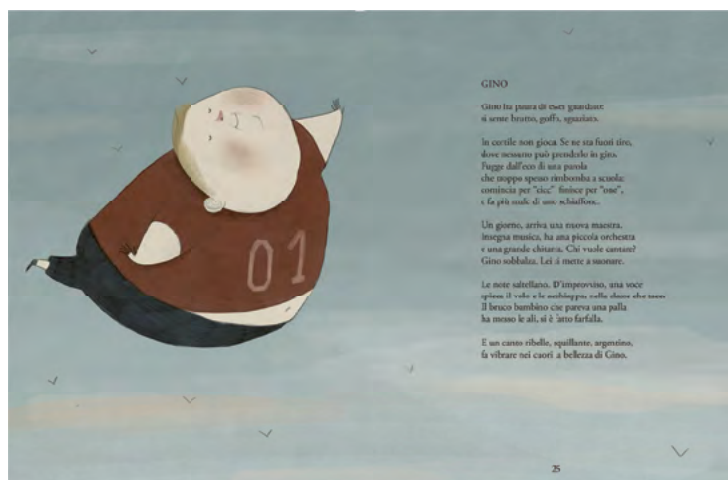 01
GINO
Gino ha paura di esser guardato:
si sente brutto, goffo, sguaiato.
In cortile non gioca. Se ne sta fuori tiro,
dove nessuno può prenderlo in giro.
Fugge dall'eco di una parola
che troppo spesso rimbomba a scuola:
comincia per "cicc" finisce per "one",
e fa più male di uno schiaffone.
Un giorno, arriva una nuova maestra.
Insegna musica, ha una piccola orchestra
e una grande chitarra. Chi vuole cantare?
Gino sobbalza. Lei si mette a suonare.
Le note saltellano. D'improvviso, una voce
spicca il volo e
Il bruco bambino che pareva una palla
ha messo le ali, si è fatto farfalla.
E un canto ribelle, squillante, argentino,
fa vibrare nei cuori la bellezza di Gino.
25